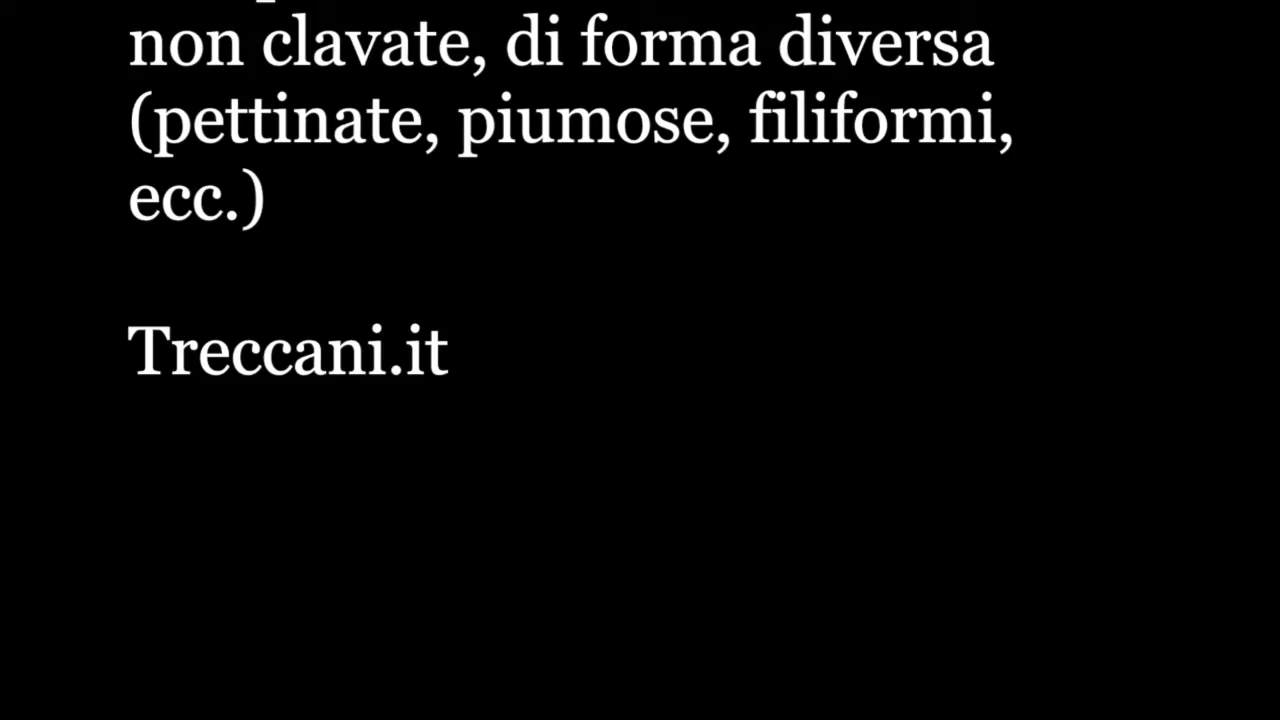 non clavate, di forma diversa
(pettinate, piumose, filiformi,
ecc.)
Treccani.it